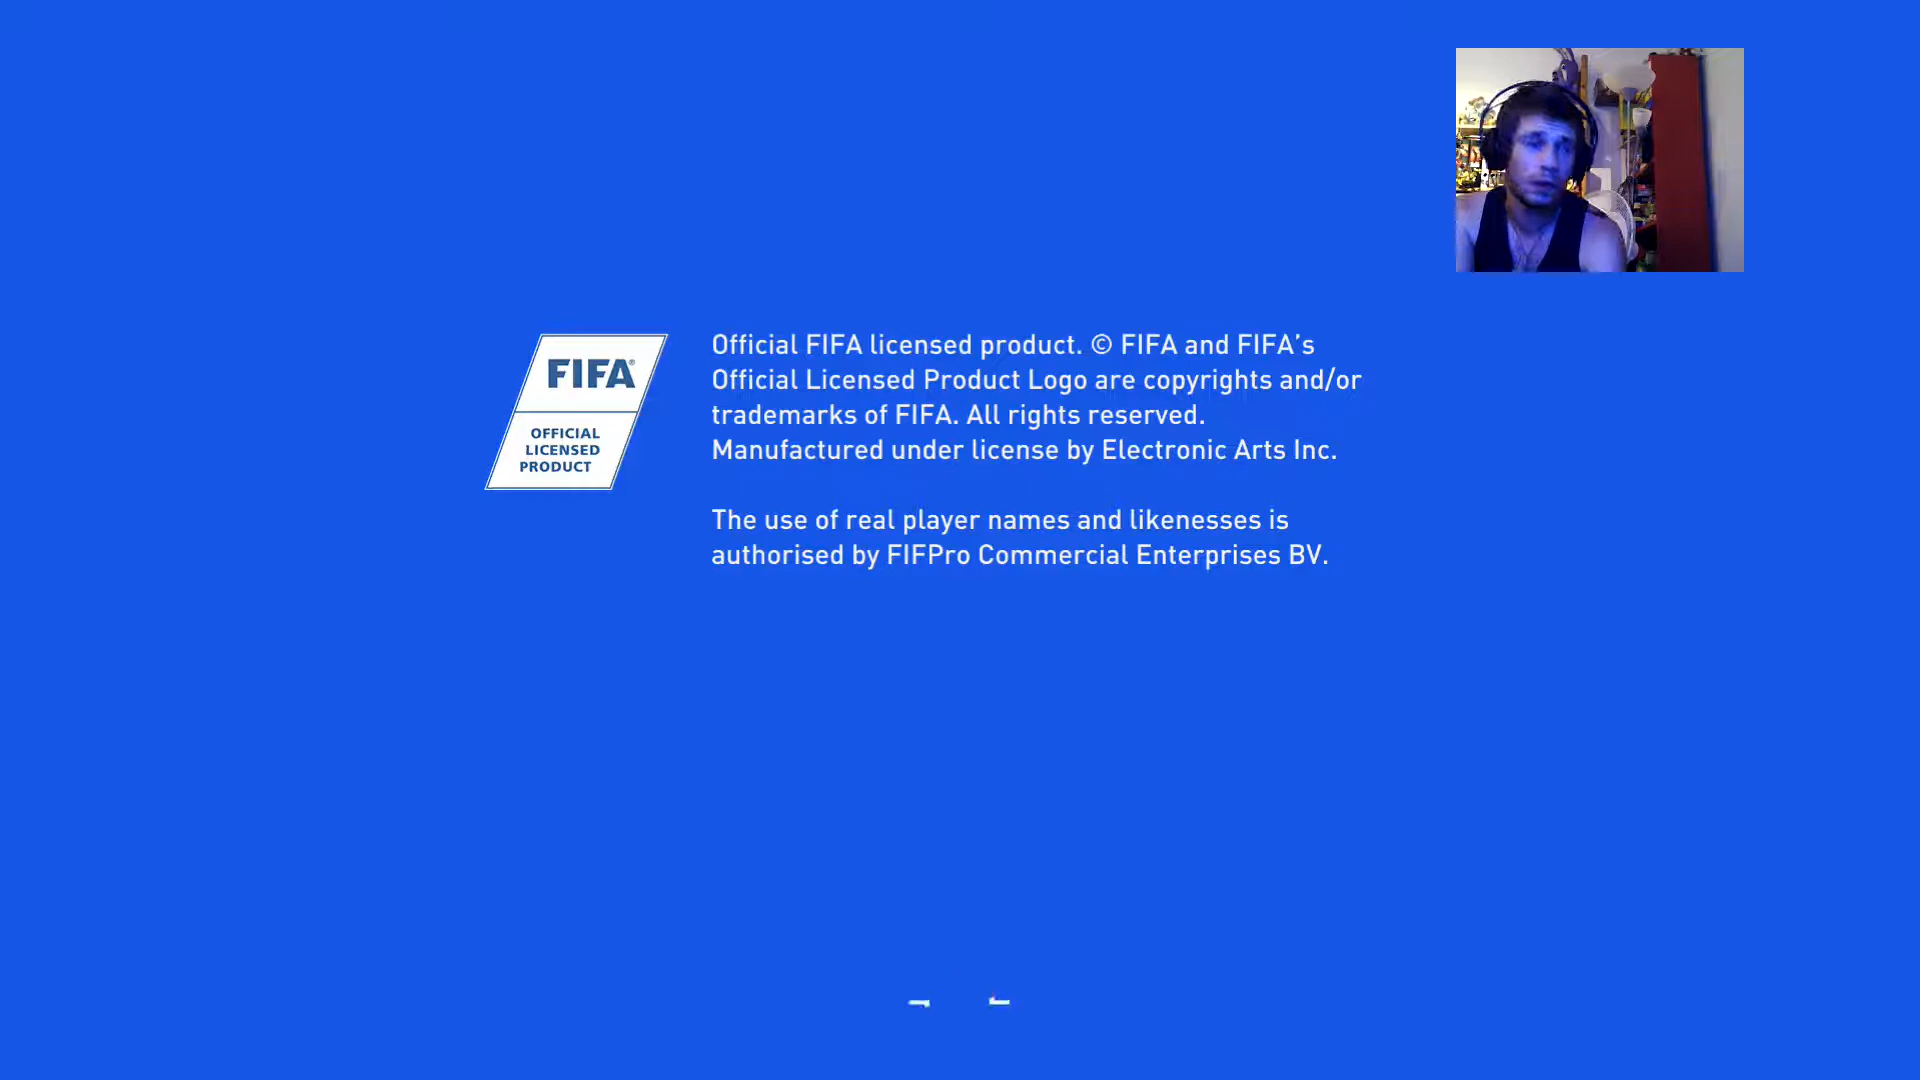 FIFA®
OFFICIAL
LICENSED
PRODUCT
Official FIFA licensed product. © FIFA and FIFA’s
Official Licensed Product Logo are copyrights and/or
trademarks of FIFA. All rights reserved.
Manufactured under license by Electronic Arts Inc.
The use of real player names and likenesses is
authorised by FIFPro Commercial Enterprises BV.